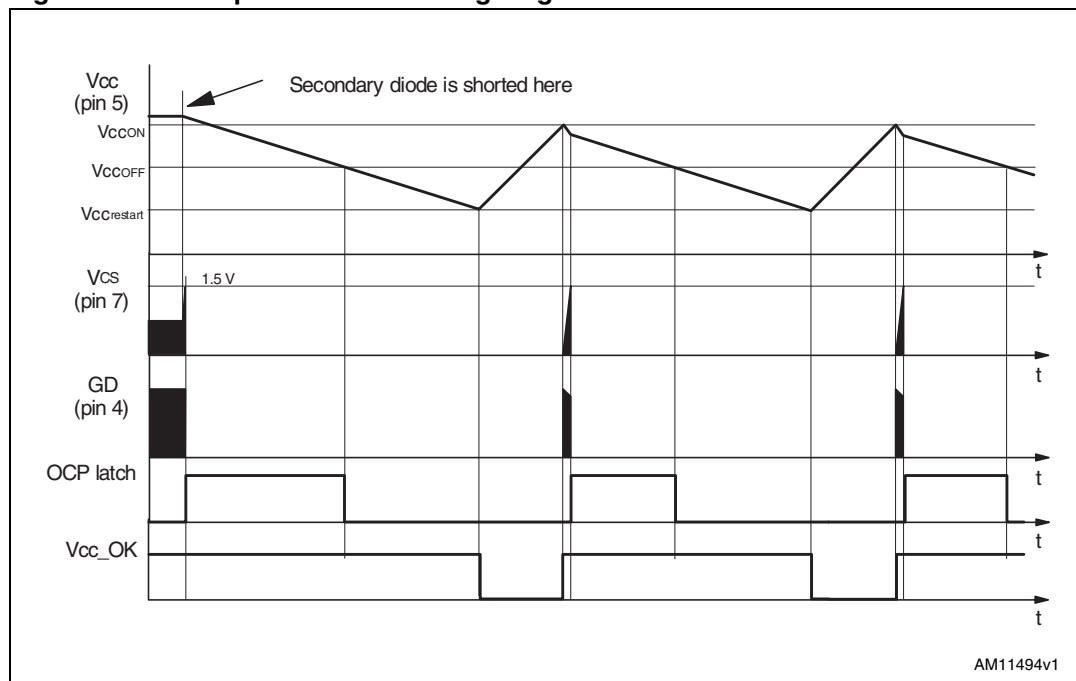 Vcc
(pin 5)
Secondary diode is shorted here
VccON
VccOFF
Vccrestart
t
Vcs
(pin 7)
1.5 V
t
GD
(pin 4)
t
OCP latch
t
Vcc_OK
t
AM11494v1